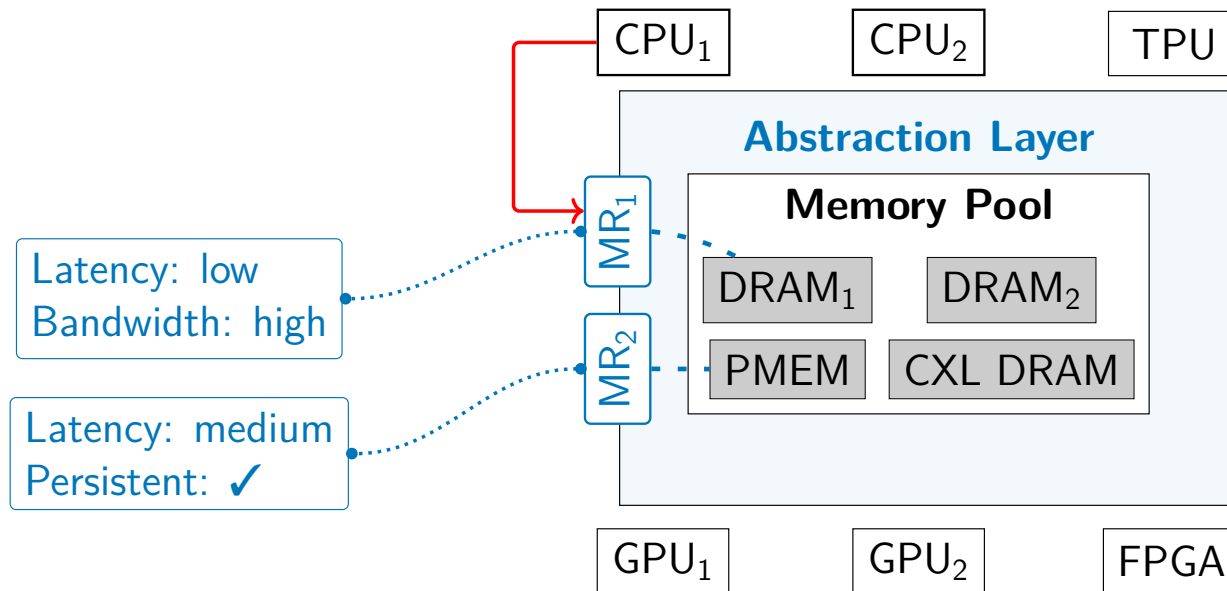 CPU₁
CPU₂
TPU
Abstraction Layer
Memory Pool
MR₁
DRAM₁
DRAM₂
Latency: low
Bandwidth: high
MR₂
PMEM
CXL DRAM
Latency: medium
Persistent: ✓
GPU₁
GPU₂
FPGA